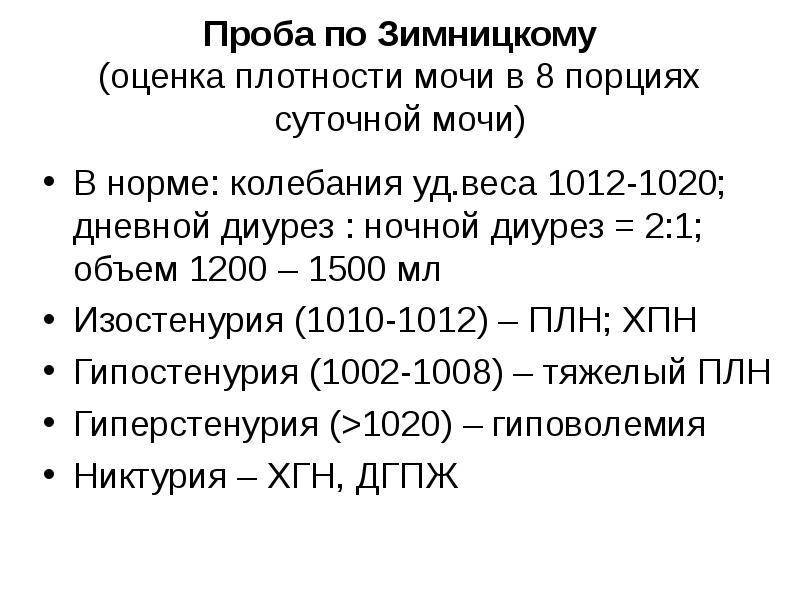 Проба по Зимницкому
(оценка плотности мочи в 8 порциях
суточной мочи)
• В норме: колебания уд.веса 1012-1020;
дневной диурез : ночной диурез = 2:1;
объем 1200 – 1500 мл
• Изостенурия (1010-1012) – ПЛН; ХПН
• Гипостенурия (1002-1008) – тяжелый ПЛН
• Гиперстенурия (>1020) – гиповолемия
• Никтурия – ХГН, ДГПЖ